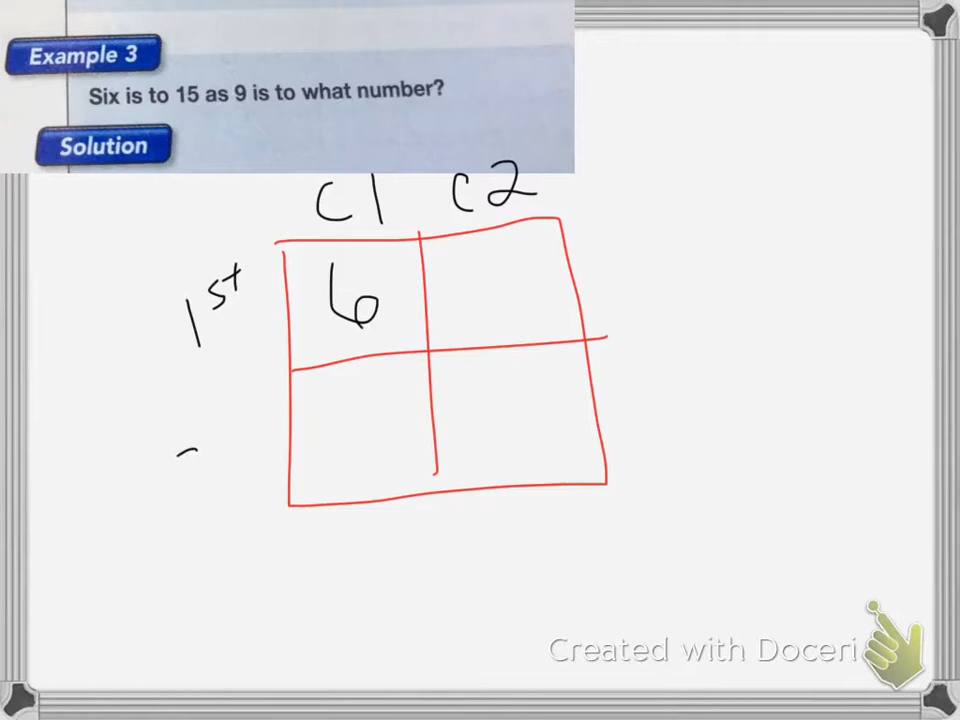 Example 3
Six is to 15 as 9 is to what number?
Solution
C1 C2
1st 6
Created with Doceri